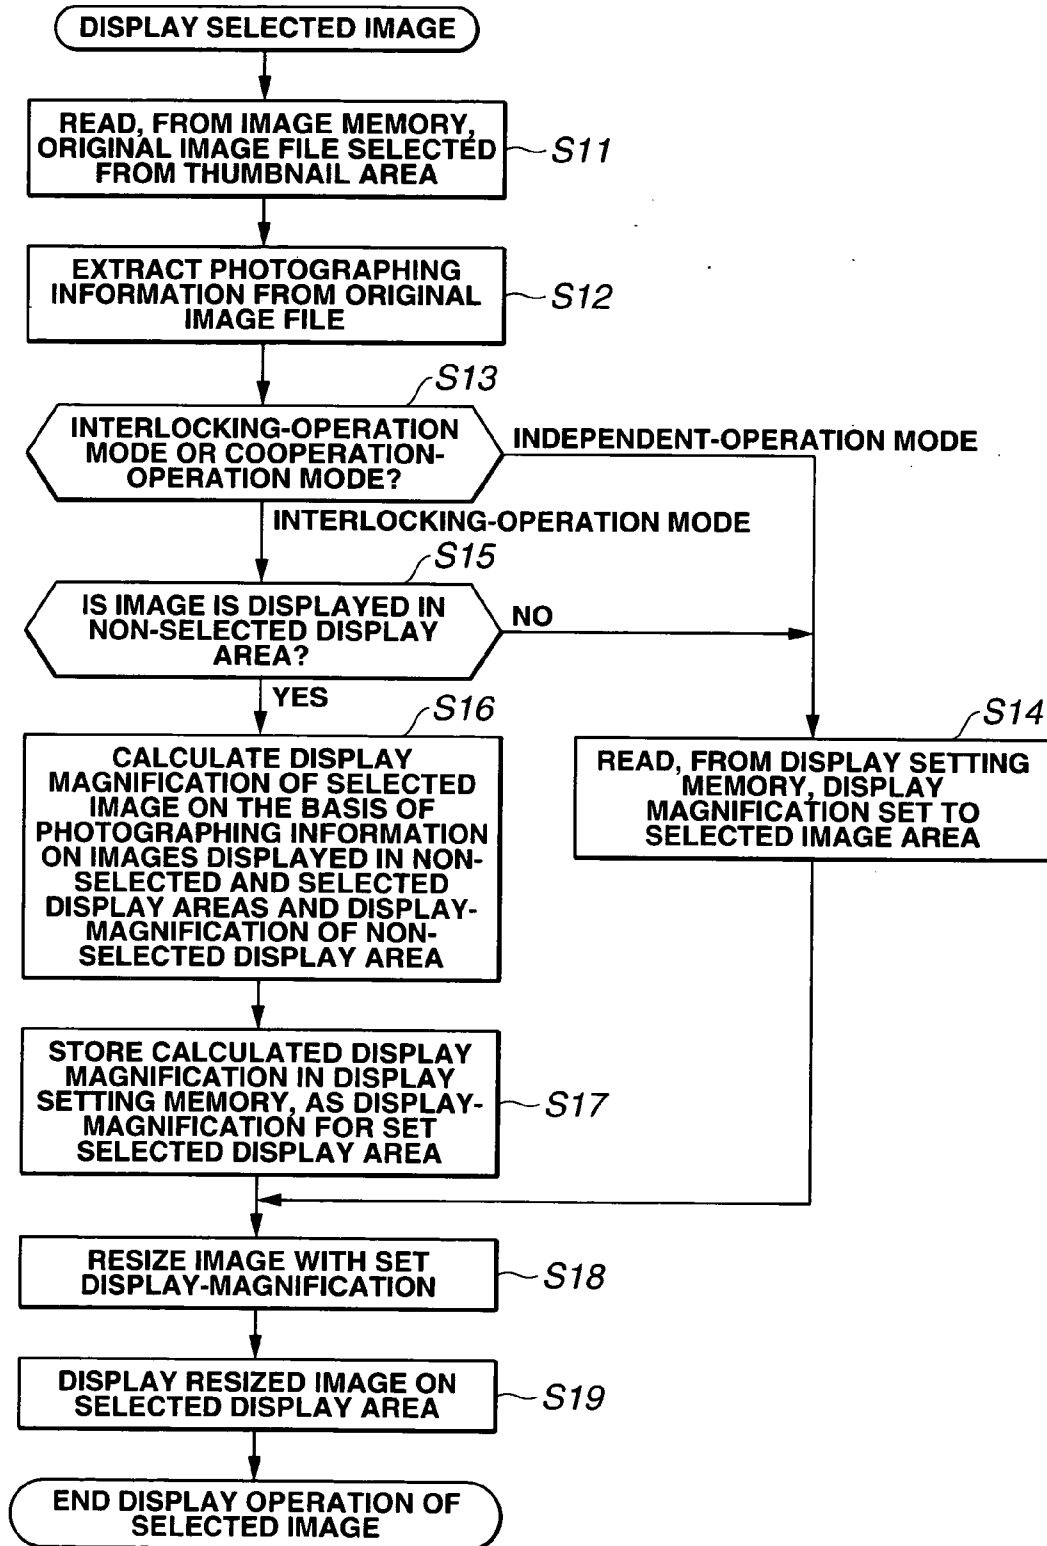 DISPLAY SELECTED IMAGE
READ, FROM IMAGE MEMORY,
ORIGINAL IMAGE FILE SELECTED
FROM THUMBNAIL AREA
S11
EXTRACT PHOTOGRAPHING
INFORMATION FROM ORIGINAL
IMAGE FILE
S12
S13
INTERLOCKING-OPERATION
MODE OR COOPERATION-
OPERATION MODE?
INDEPENDENT-OPERATION MODE
INTERLOCKING-OPERATION MODE
S15
IS IMAGE IS DISPLAYED IN
NON-SELECTED DISPLAY
AREA?
NO
YES
S16
CALCULATE DISPLAY
MAGNIFICATION OF SELECTED
IMAGE ON THE BASIS OF
PHOTOGRAPHING INFORMATION
ON IMAGES DISPLAYED IN NON-
SELECTED AND SELECTED
DISPLAY AREAS AND DISPLAY-
MAGNIFICATION OF NON-
SELECTED DISPLAY AREA
S14
READ, FROM DISPLAY SETTING
MEMORY, DISPLAY
MAGNIFICATION SET TO
SELECTED IMAGE AREA
STORE CALCULATED DISPLAY
MAGNIFICATION IN DISPLAY
SETTING MEMORY, AS DISPLAY-
MAGNIFICATION FOR SET
SELECTED DISPLAY AREA
S17
RESIZE IMAGE WITH SET
DISPLAY-MAGNIFICATION
S18
DISPLAY RESIZED IMAGE ON
SELECTED DISPLAY AREA
S19
END DISPLAY OPERATION OF
SELECTED IMAGE